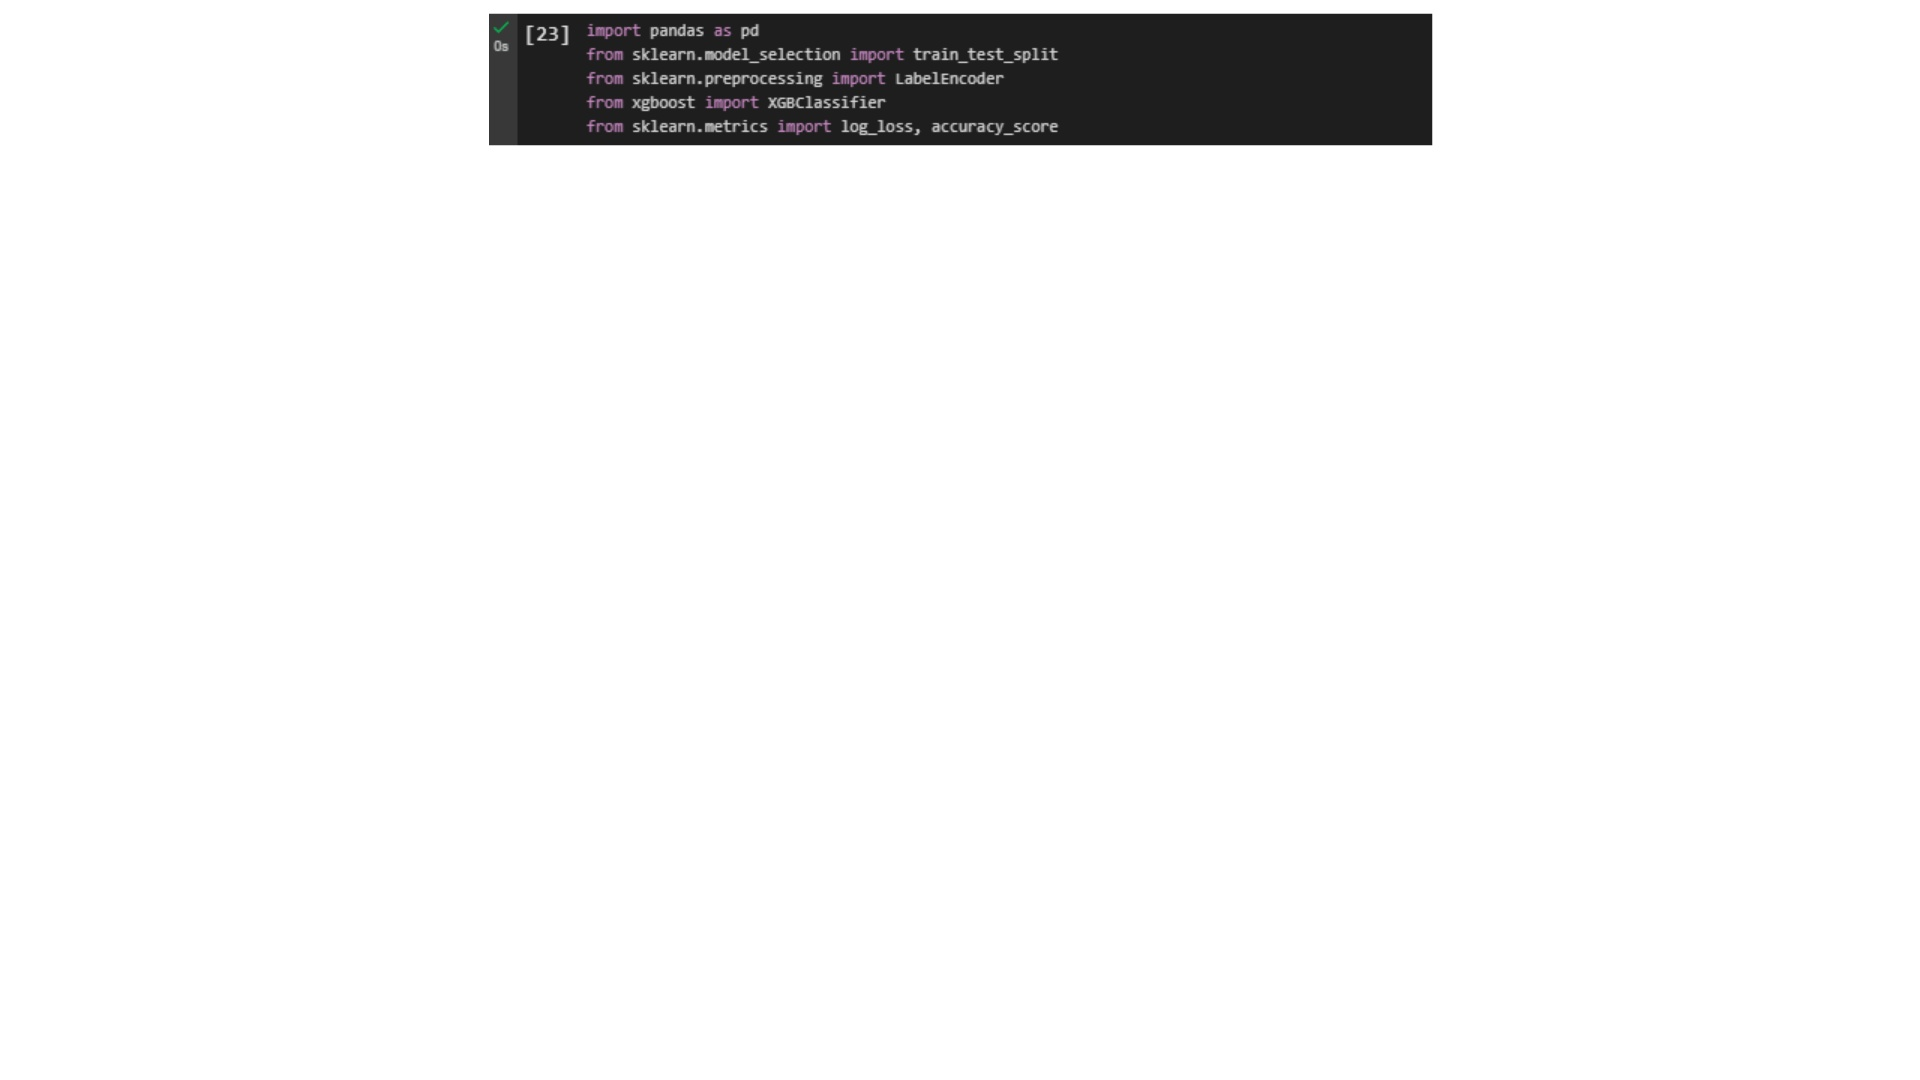 [23] import pandas as pd
0s
from sklearn.model_selection import train_test_split
from sklearn.preprocessing import LabelEncoder
from xgboost import XGBClassifier
from sklearn.metrics import log_loss, accuracy_score